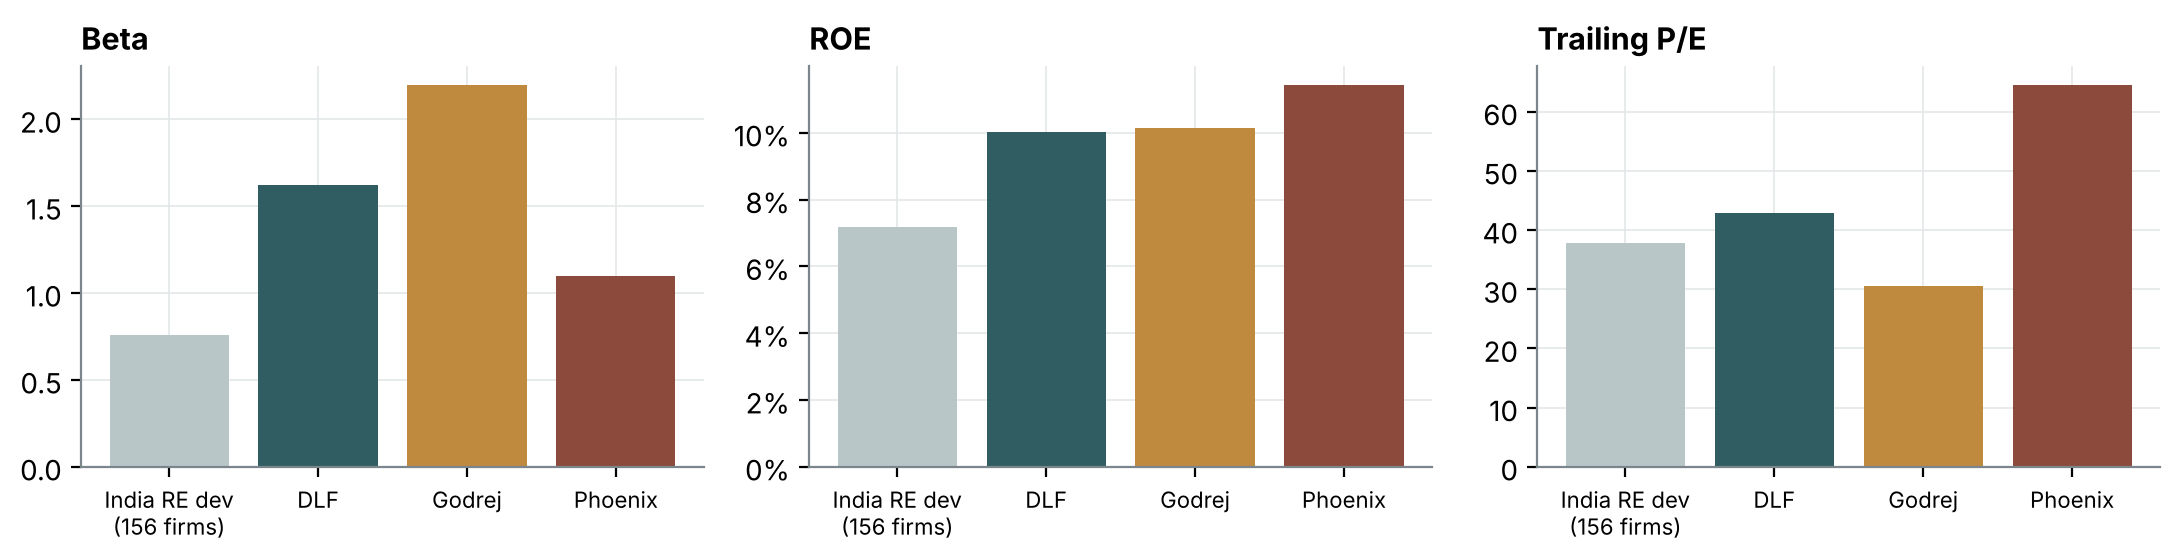 Beta
2.0
1.5
1.0
0.5
0.0
India RE dev
(156 firms)
DLF
Godrej
Phoenix
ROE
10%
8%
6%
4%
2%
0%
India RE dev
(156 firms)
DLF
Godrej
Phoenix
Trailing P/E
60
50
40
30
20
10
0
India RE dev
(156 firms)
DLF
Godrej
Phoenix